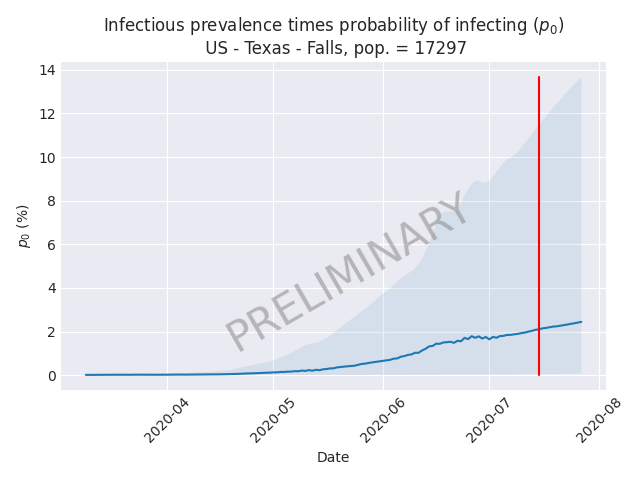 Infectious prevalence times probability of infecting (p₀)
US - Texas - Falls, pop. = 17297
14
12
10
8
6
4
2
0
p₀ (%)
PRELIMINARY
2020-04
2020-05
2020-06
2020-07
2020-08
Date